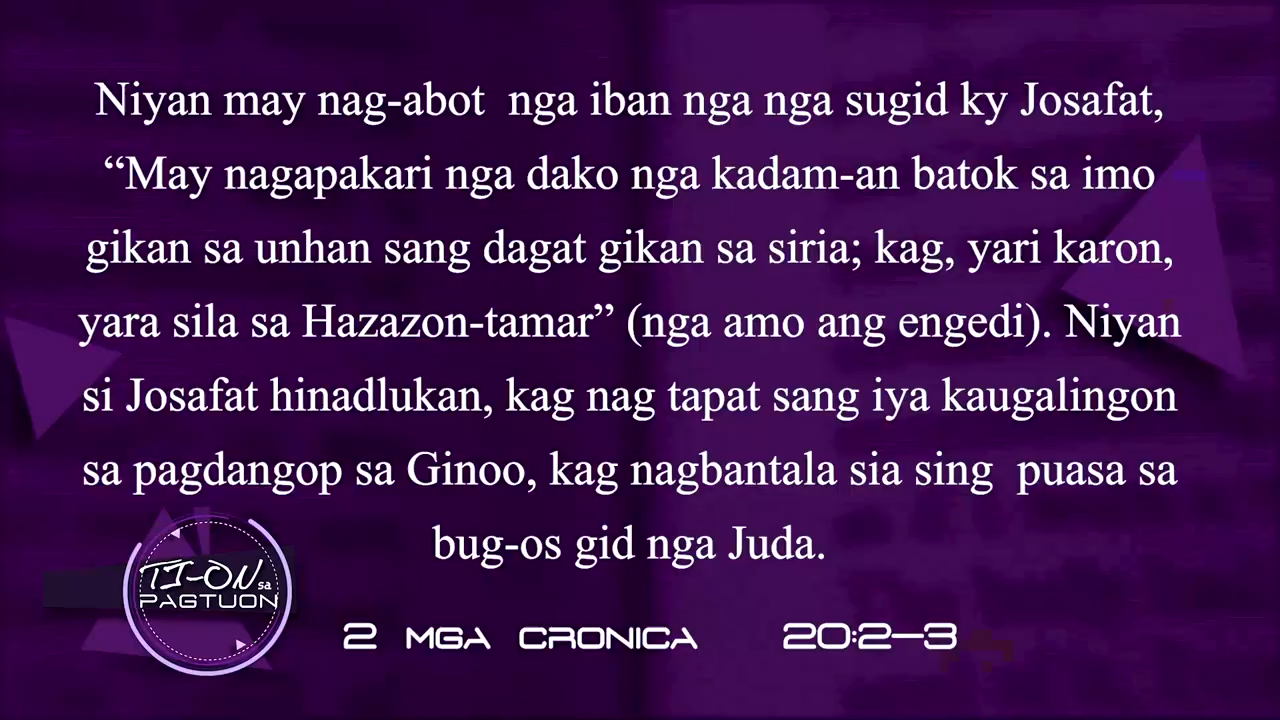 Niyan may nag-abot  nga iban nga nga sugid ky Josafat,
“May nagapakari nga dako nga kadam-an batok sa imo
gikan sa unhan sang dagat gikan sa siria; kag, yari karon,
yara sila sa Hazazon-tamar” (nga amo ang engedi). Niyan
si Josafat hinadlukan, kag nag tapat sang iya kaugalingon
sa pagdangop sa Ginoo, kag nagbantala sia sing  puasa sa
bug-os gid nga Juda.
TI-ON sa
PAGTUON
2 MGA CRONICA 20:2-3